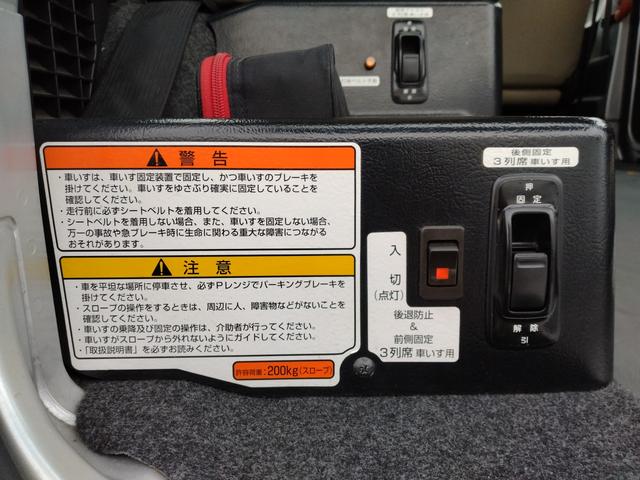 警告
・車いすは、車いす固定装置で固定し、かつ車いすのブレーキを
掛けてください。車いすをゆさぶり確実に固定していることを
確認してください。
・走行前に必ずシートベルトを着用してください。
・シートベルトを着用しない場合、また、車いすを固定しない場合、
万一の事故や急ブレーキ時に生命に関わる重大な障害につながる
おそれがあります。
注意
・車を平坦な場所に停車させ、必ずPレンジでパーキングブレーキを
掛けてください。
・スロープの操作をするときは、周辺に人、障害物などがないことを
確認してください。
・車いすの乗降及び固定の操作は、介助者が行ってください。
・車いすがスロープから外れないようにガイドしてください。
・「取扱説明書」を必ずお読みください。
許容荷重:200kg(スロープ)
入
切
(点灯)
後退防止
&
前側固定
3列席 車いす用
後側固定
3列席 車いす用
押
固定
解除
引